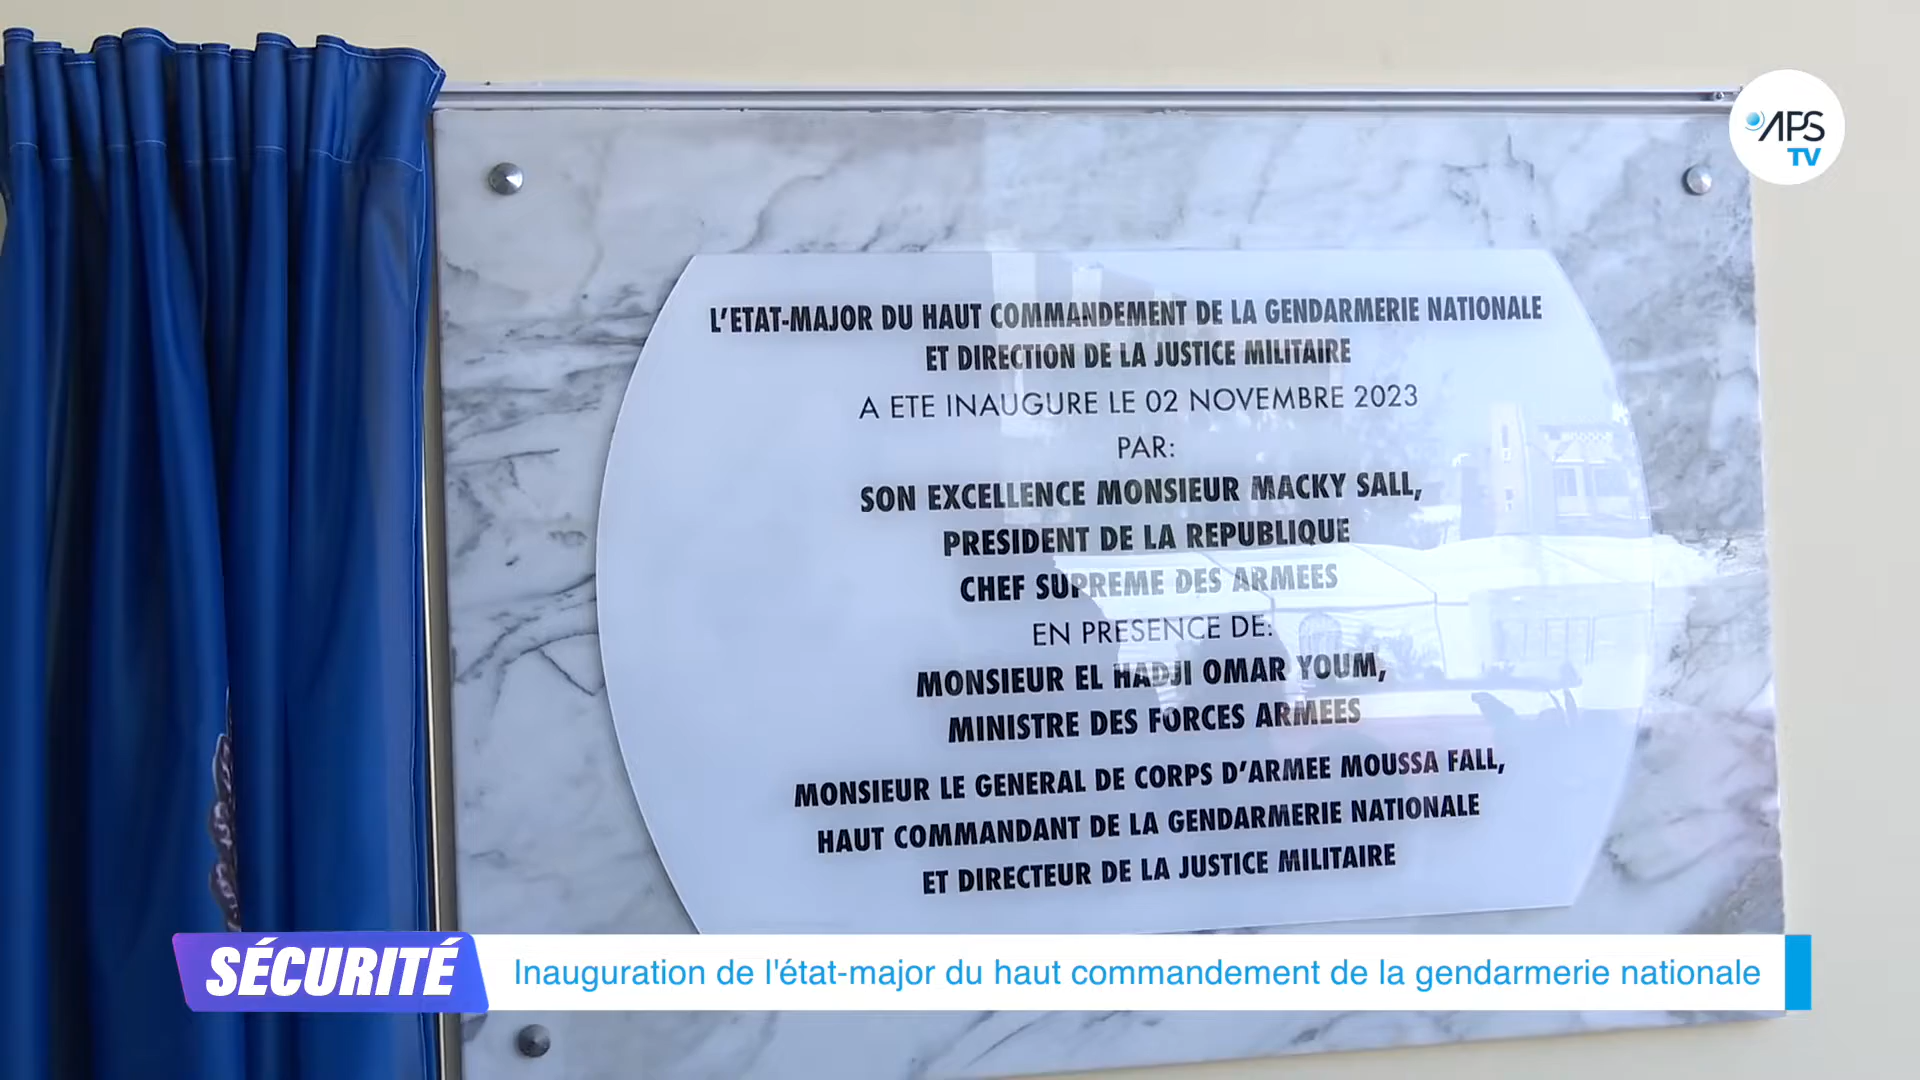 APS
TV
L'ETAT-MAJOR DU HAUT COMMANDEMENT DE LA GENDARMERIE NATIONALE
ET DIRECTION DE LA JUSTICE MILITAIRE
A ETE INAUGURE LE 02 NOVEMBRE 2023
PAR:
SON EXCELLENCE MONSIEUR MACKY SALL,
PRESIDENT DE LA REPUBLIQUE
CHEF SUPREME DES ARMEES
EN PRESENCE DE:
MONSIEUR EL HADJI OMAR YOUM,
MINISTRE DES FORCES ARMEES
MONSIEUR LE GENERAL DE CORPS D'ARMEE MOUSSA FALL,
HAUT COMMANDANT DE LA GENDARMERIE NATIONALE
ET DIRECTEUR DE LA JUSTICE MILITAIRE
SÉCURITÉ
Inauguration de l'état-major du haut commandement de la gendarmerie nationale